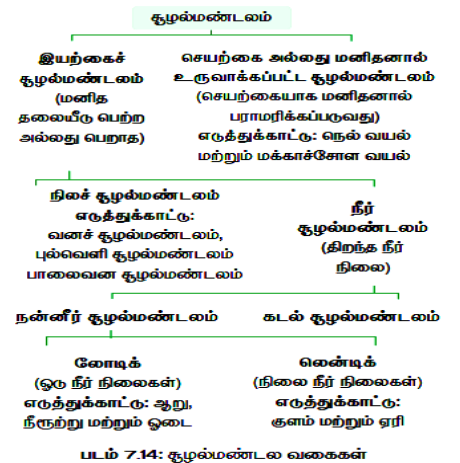 சூழல்மண்டலம்
இயற்கைச்
சூழல்மண்டலம்
(மனித
தலையீடு பெற்ற
அல்லது பெறாத)
செயற்கை அல்லது மனிதனால்
உருவாக்கப்பட்ட சூழல்மண்டலம்
(செயற்கையாக மனிதனால்
பராமரிக்கப்படுவது)
எடுத்துக்காட்டு: நெல் வயல்
மற்றும் மக்காச்சோள வயல்
நிலச் சூழல்மண்டலம்
எடுத்துக்காட்டு:
வனச் சூழல்மண்டலம்,
புல்வெளி சூழல்மண்டலம்
பாலைவன சூழல்மண்டலம்
நீர்
சூழல்மண்டலம்
(திறந்த நீர்
நிலை)
நன்னீர் சூழல்மண்டலம்
கடல் சூழல்மண்டலம்
லோடிக்
(ஓடு நீர் நிலைகள்)
எடுத்துக்காட்டு: ஆறு,
நீரூற்று மற்றும் ஓடை
லென்டிக்
(நிலை நீர் நிலைகள்)
எடுத்துக்காட்டு:
குளம் மற்றும் ஏரி
படம் 7.14: சூழல்மண்டல வகைகள்